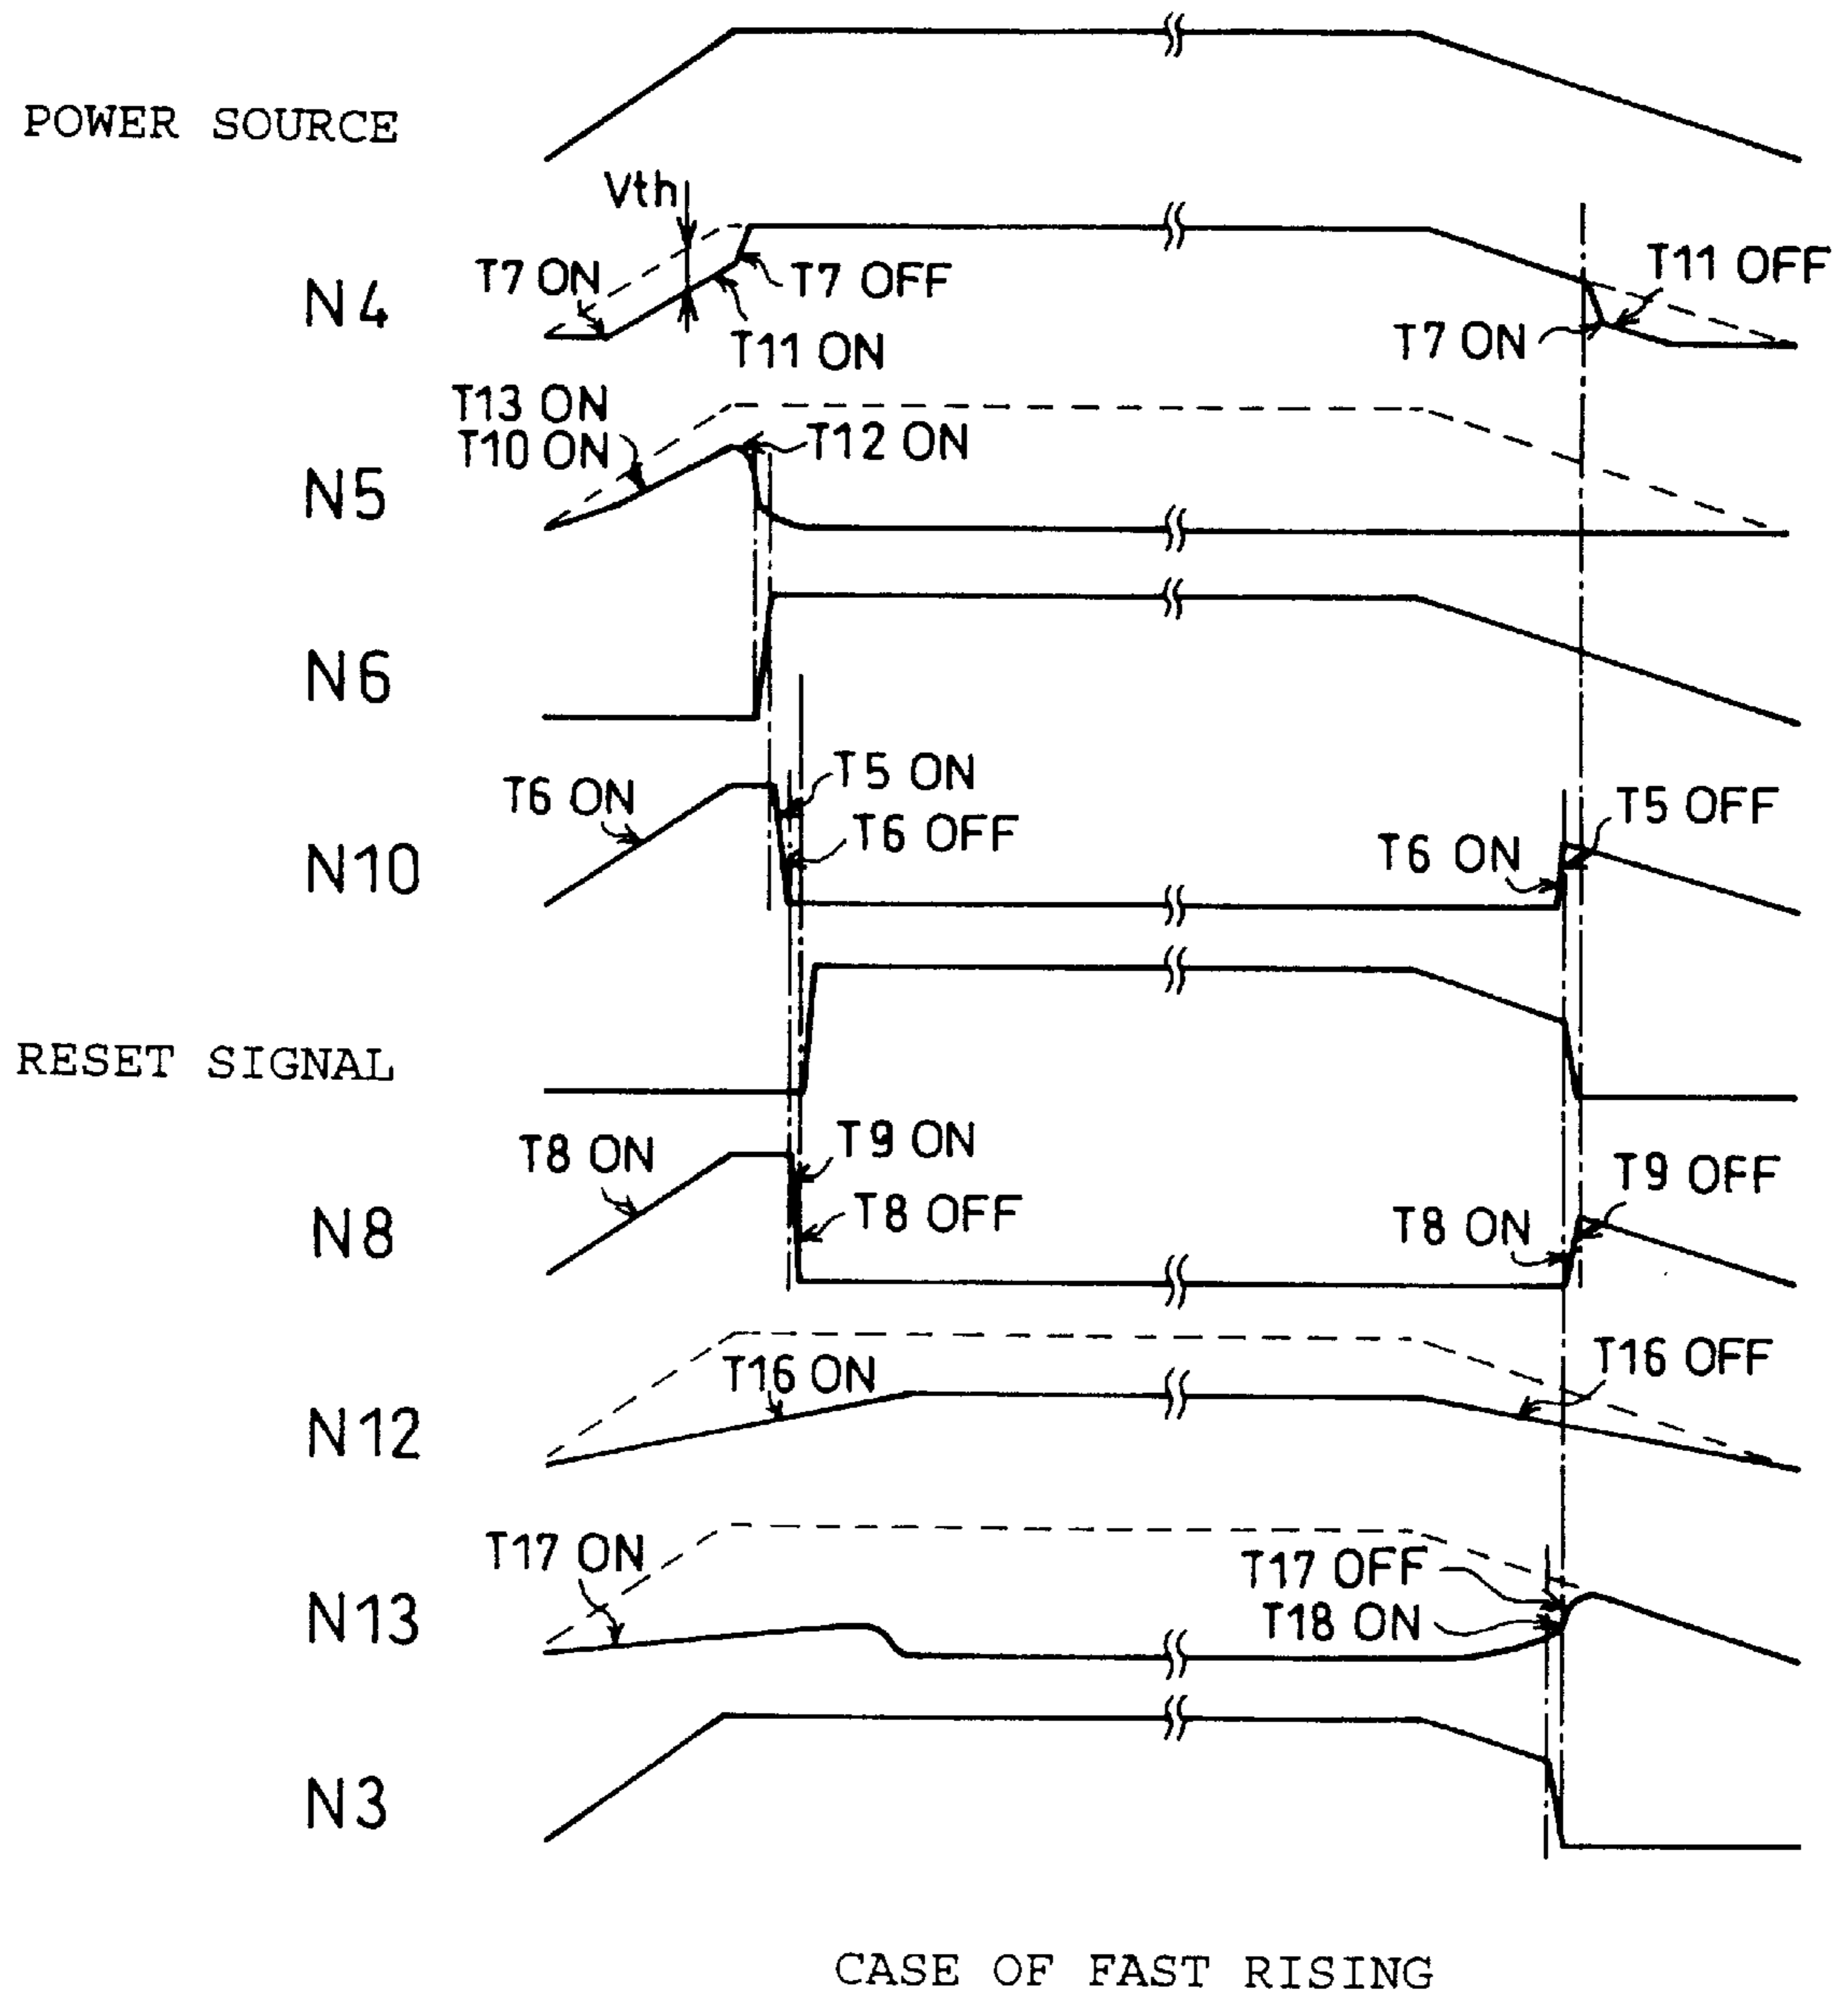 POWER SOURCE
Vth
N4
T7 ON
T7 OFF
T11 ON
T11 OFF
T7 ON
N5
T13 ON
T10 ON
T12 ON
N6
N10
T6 ON
T5 ON
T6 OFF
T6 ON
T5 OFF
RESET SIGNAL
N8
T8 ON
T9 ON
T8 OFF
T8 ON
T9 OFF
N12
T16 ON
T16 OFF
N13
T17 ON
T17 OFF
T18 ON
N3
CASE OF FAST RISING